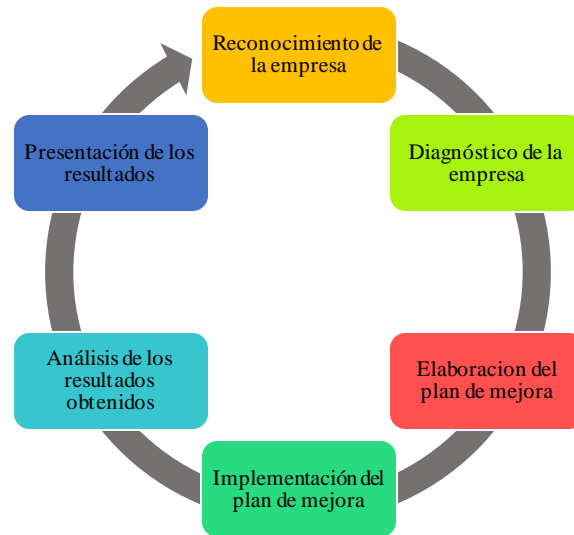 Reconocimiento de
la empresa
Diagnóstico de la
empresa
Elaboracion del
plan de mejora
Implementación del
plan de mejora
Análisis de los
resultados
obtenidos
Presentación de los
resultados